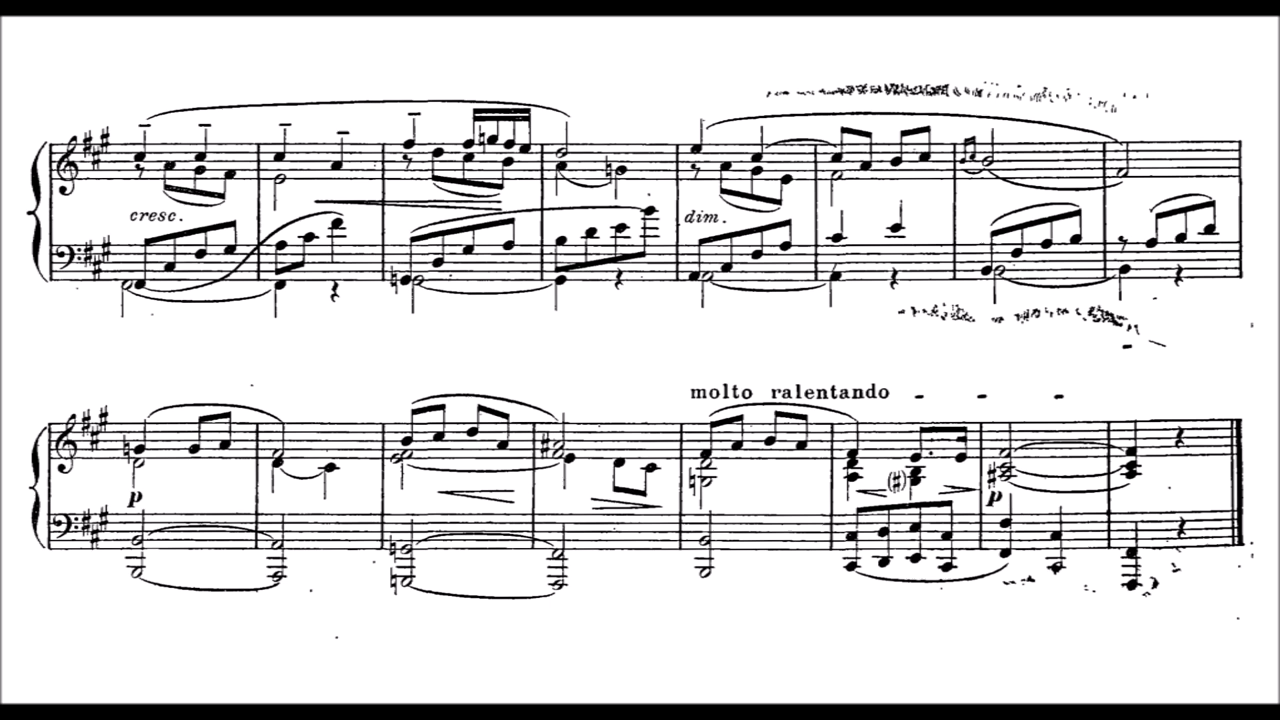 cresc.
dim.
molto ralentando - - -
p
p